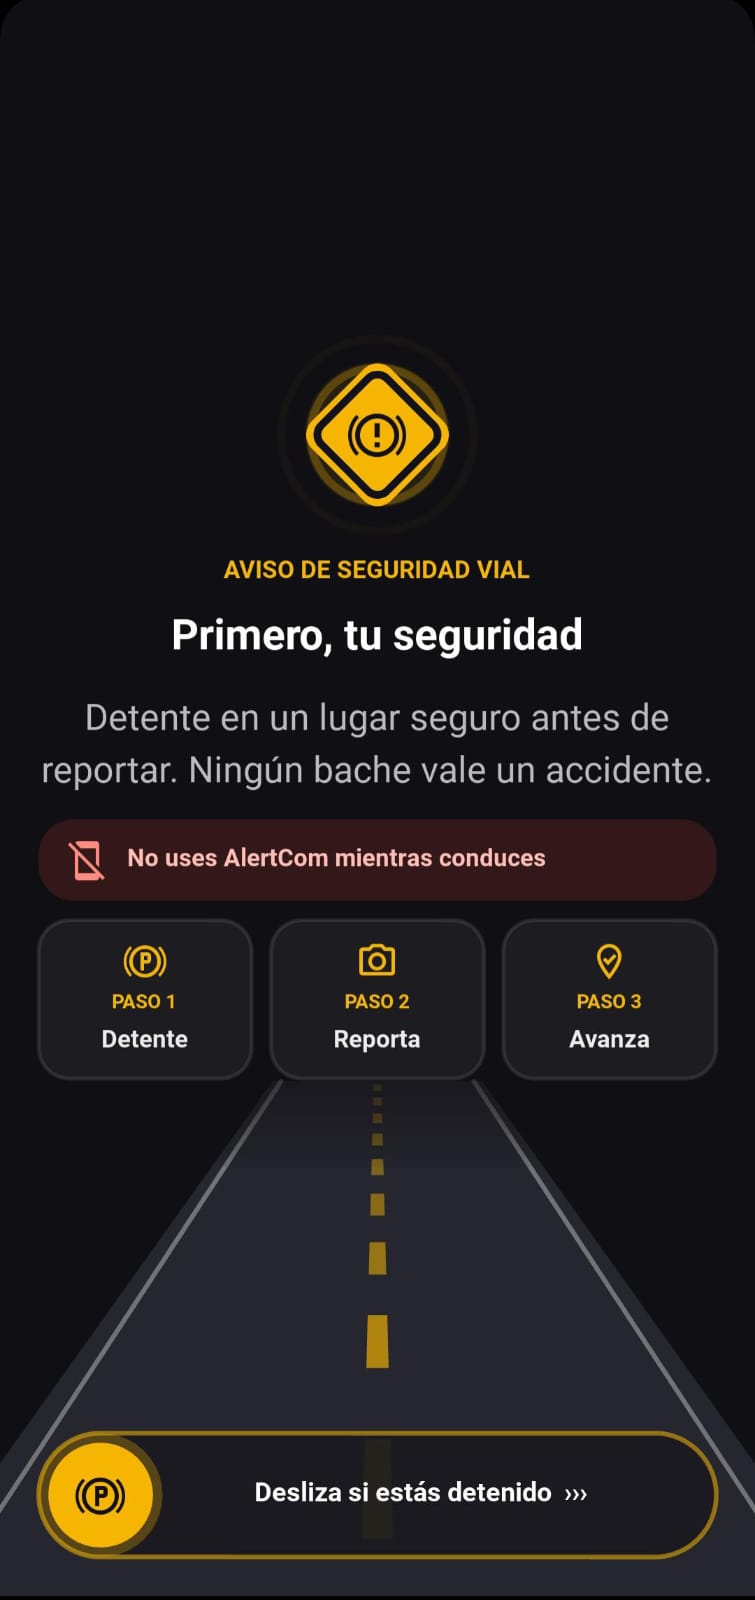 AVISO DE SEGURIDAD VIAL
Primero, tu seguridad
Detente en un lugar seguro antes de
reportar. Ningún bache vale un accidente.
No uses AlertCom mientras conduces
PASO 1
Detente
PASO 2
Reporta
PASO 3
Avanza
Desliza si estás detenido ›››